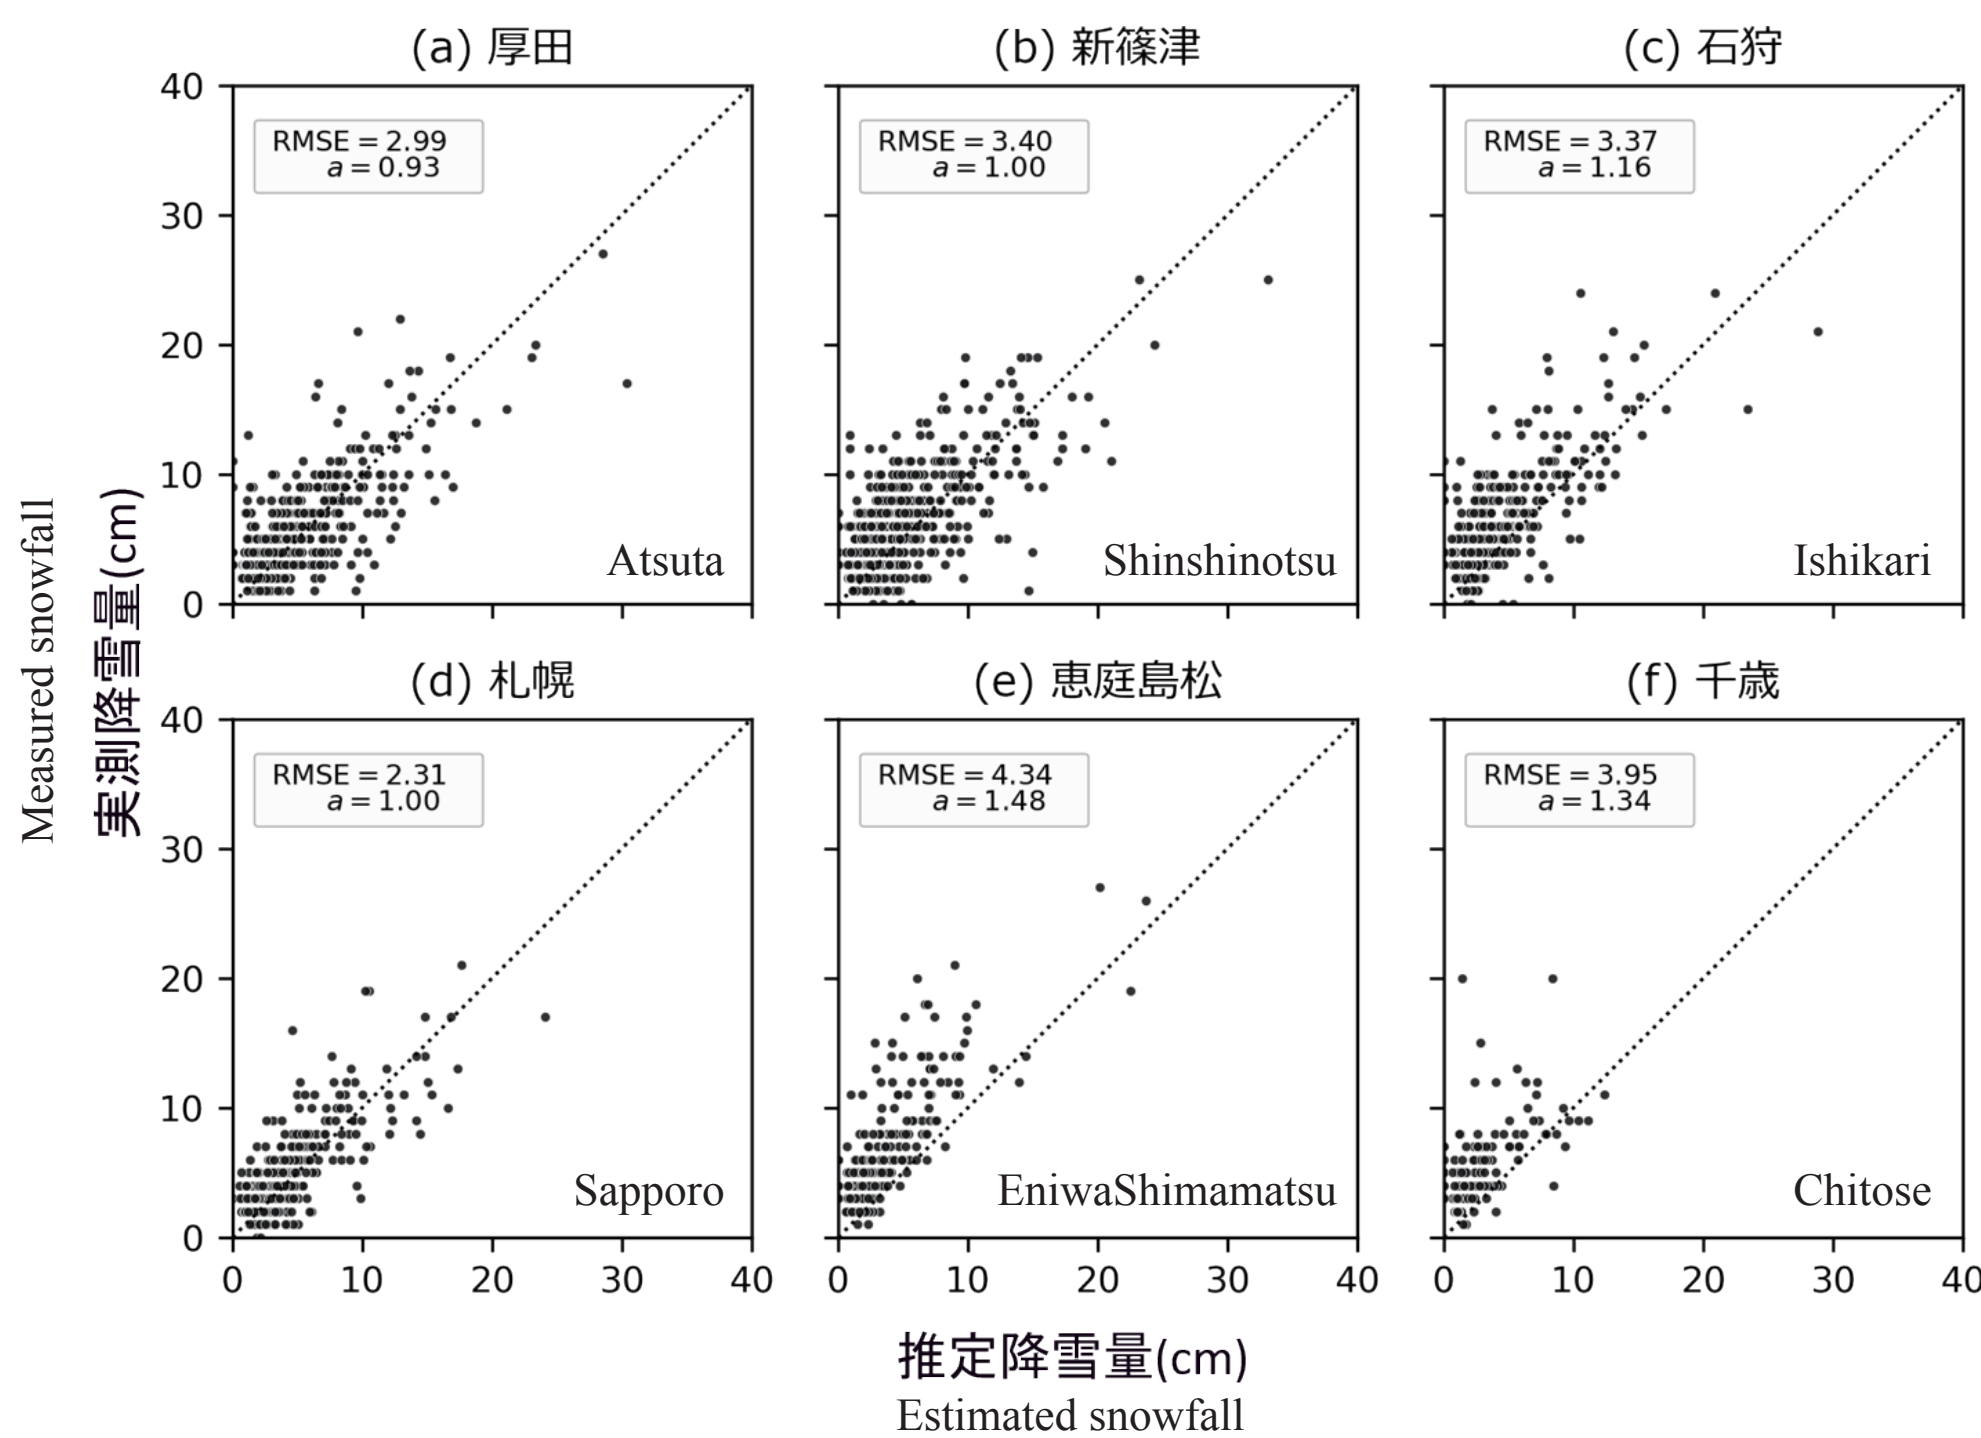 (a) 厚田
(b) 新篠津
(c) 石狩
40
30
20
10
0
RMSE = 2.99
a = 0.93
Atsuta
RMSE = 3.40
a = 1.00
Shinshinotsu
RMSE = 3.37
a = 1.16
Ishikari
Measured snowfall
実測降雪量(cm)
(d) 札幌
(e) 恵庭島松
(f) 千歳
40
30
20
10
0
RMSE = 2.31
a = 1.00
Sapporo
RMSE = 4.34
a = 1.48
EniwaShimamatsu
RMSE = 3.95
a = 1.34
Chitose
0 10 20 30 40
0 10 20 30 40
0 10 20 30 40
推定降雪量(cm)
Estimated snowfall